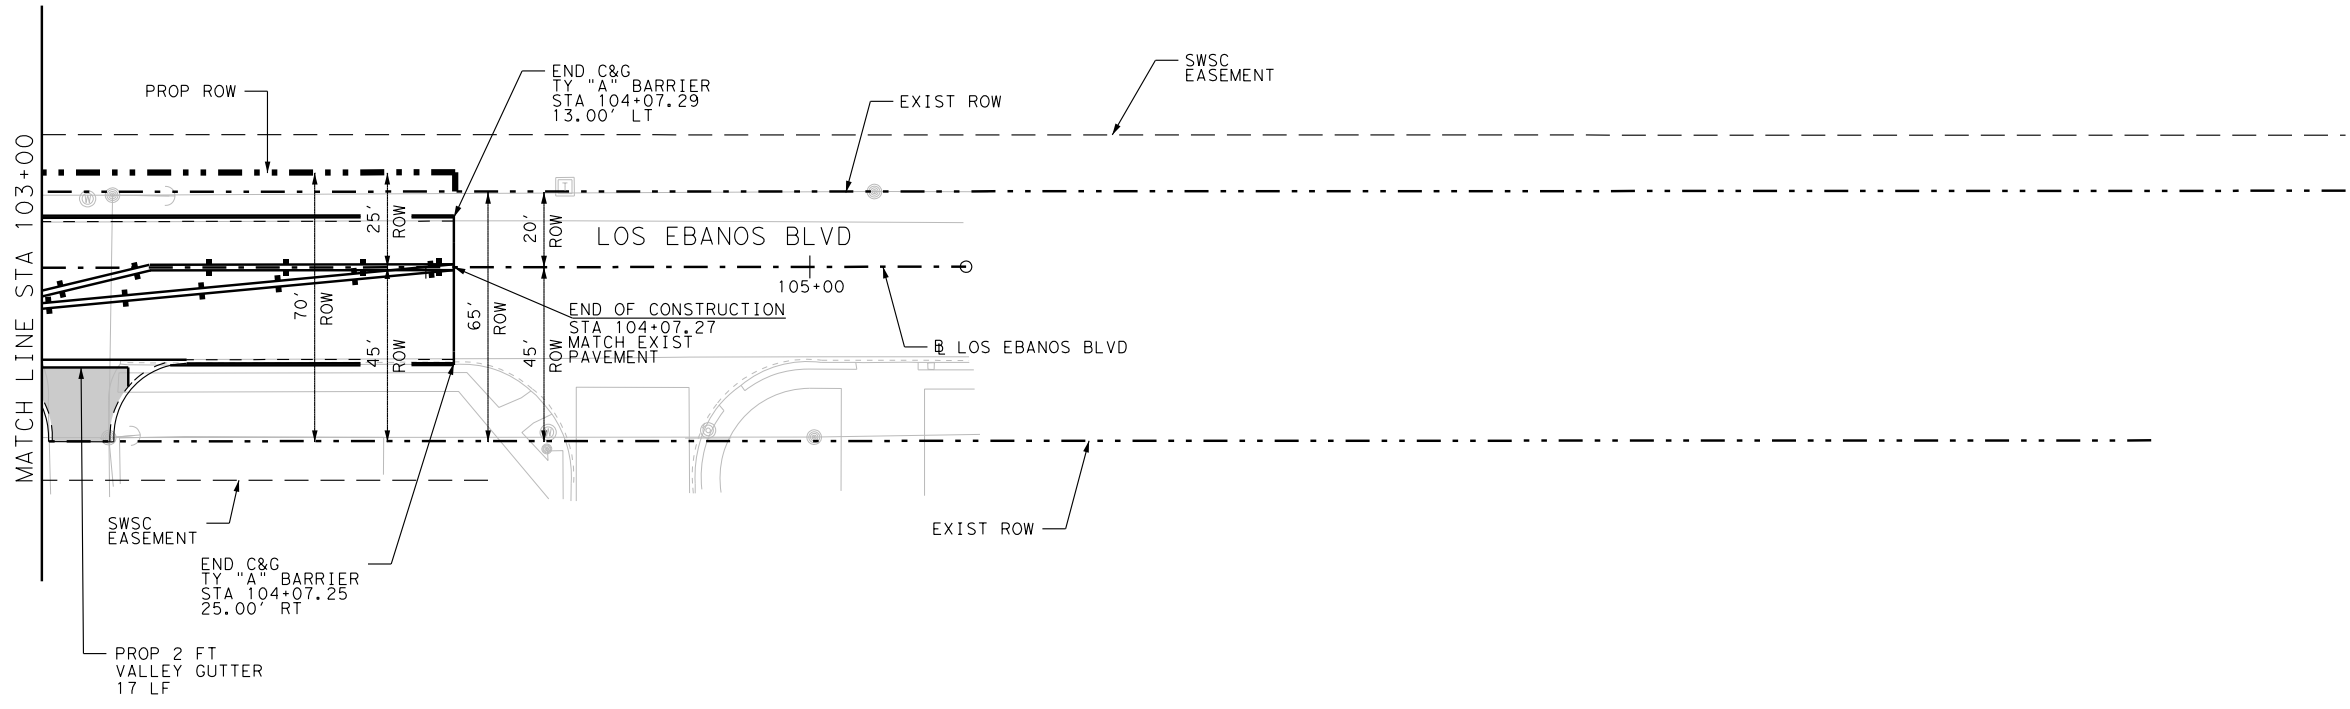 SWSC
EASEMENT
END C&G
TY "A" BARRIER
STA 104+07.29
13.00' LT
PROP ROW
EXIST ROW
MATCH LINE STA 103+00
25'
ROW
20'
ROW
LOS EBANOS BLVD
105+00
70'
ROW
65'
ROW
END OF CONSTRUCTION
STA 104+07.27
MATCH EXIST
PAVEMENT
45'
ROW
45'
ROW
BL LOS EBANOS BLVD
W
T
W
SWSC
EASEMENT
EXIST ROW
END C&G
TY "A" BARRIER
STA 104+07.25
25.00' RT
PROP 2 FT
VALLEY GUTTER
17 LF